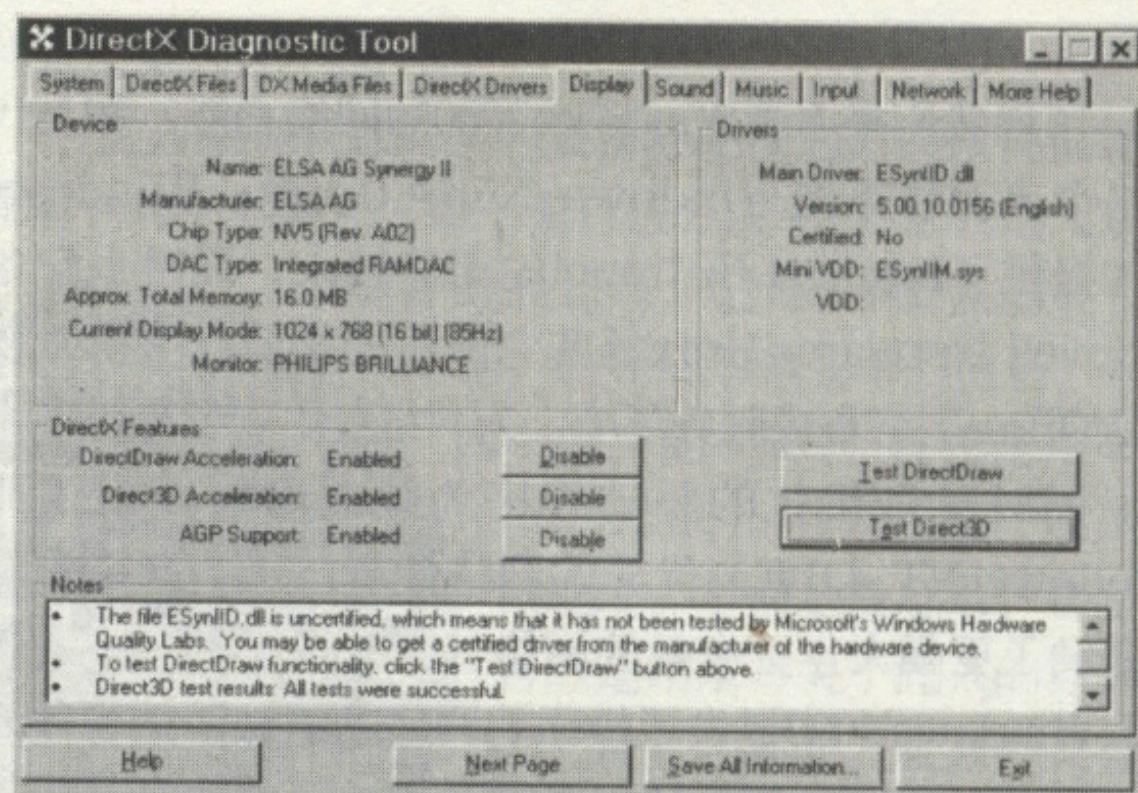 DirectX Diagnostic Tool
System DirectX Files DX Media Files DirectX Drivers Display Sound Music Input Network More Help
Device
Name: ELSA AG Synergy II
Manufacturer: ELSA AG
Chip Type: NV5 (Rev. A02)
DAC Type: Integrated RAMDAC
Approx. Total Memory: 16.0 MB
Current Display Mode: 1024 x 768 (16 bit) (85Hz)
Monitor: PHILIPS BRILLIANCE
Drivers
Main Driver: ESynIID.dll
Version: 5.00.10.0156 (English)
Certified: No
Mini VDD: ESynIIM.sys
VDD:
DirectX Features
DirectDraw Acceleration: Enabled Disable
Direct3D Acceleration: Enabled Disable
AGP Support: Enabled Disable
Test DirectDraw
Test Direct3D
Notes
• The file ESynIID.dll is uncertified, which means that it has not been tested by Microsoft's Windows Hardware
Quality Labs. You may be able to get a certified driver from the manufacturer of the hardware device.
• To test DirectDraw functionality, click the "Test DirectDraw" button above.
• Direct3D test results: All tests were successful.
Help Next Page Save All Information... Exit